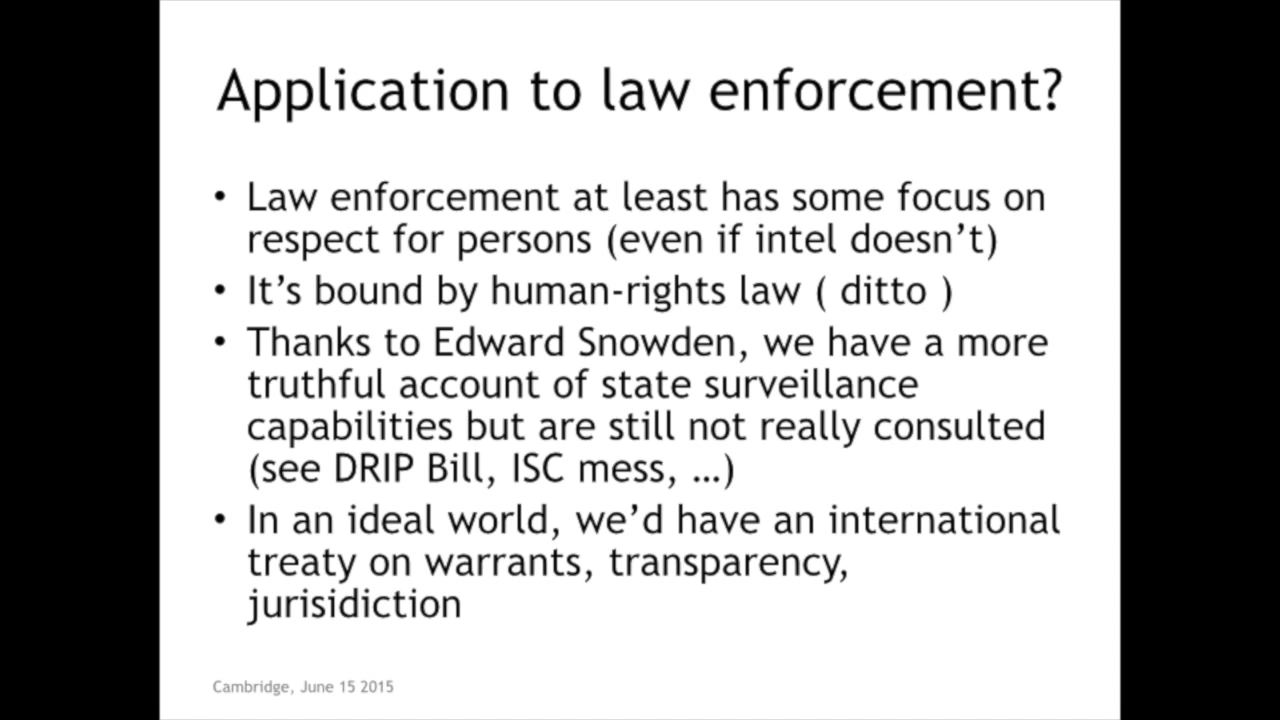 Application to law enforcement?
• Law enforcement at least has some focus on
respect for persons (even if intel doesn’t)
• It’s bound by human-rights law ( ditto )
• Thanks to Edward Snowden, we have a more
truthful account of state surveillance
capabilities but are still not really consulted
(see DRIP Bill, ISC mess, …)
• In an ideal world, we’d have an international
treaty on warrants, transparency,
jurisidiction
Cambridge, June 15 2015